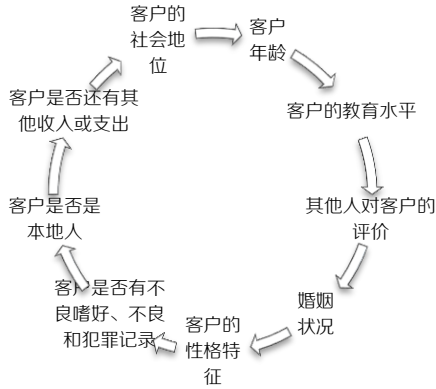 客户的
社会地
位
客户
年龄
客户的教育水平
其他人对客户的
评价
婚姻
状况
客户的
性格特
征
客户是否有不
良嗜好、不良
和犯罪记录
客户是否是
本地人
客户是否还有其
他收入或支出